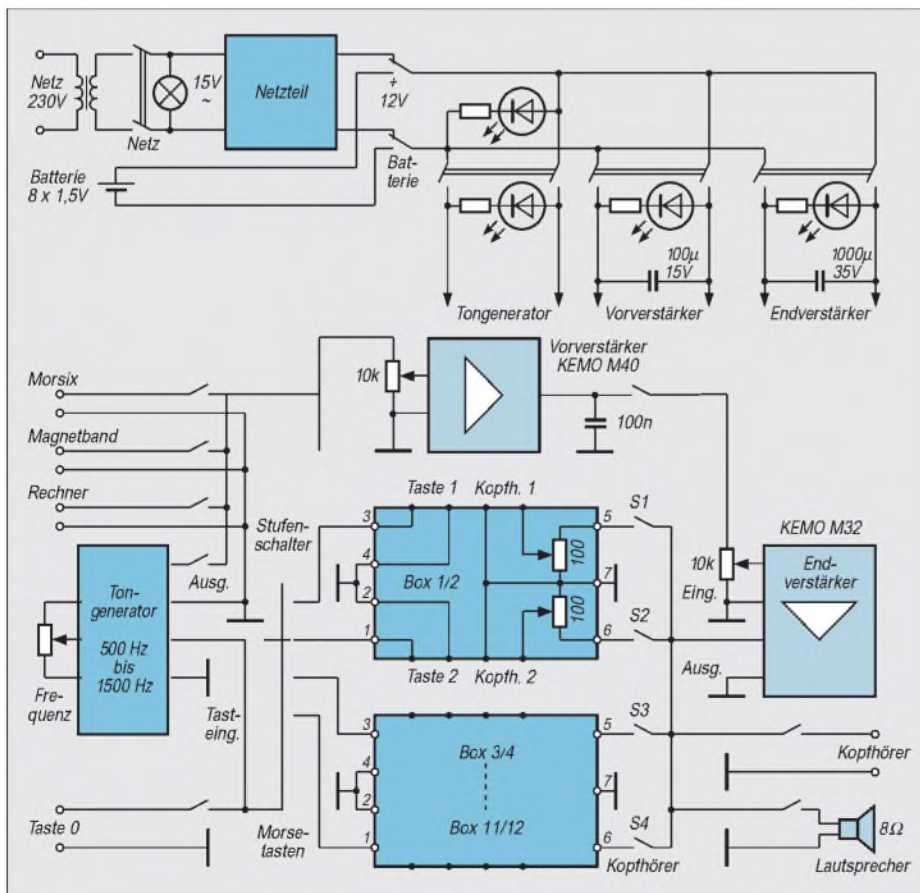 Netz
230V
Netz
15V
~
Netzteil
+
12V
Batterie
8 x 1,5V
Bat-
terie
100µ
15V
1000µ
35V
Tongenerator
Vorverstärker
Endverstärker
Morsix
Magnetband
Rechner
10k
Vorverstärker
KEMO M40
100n
Stufen-
schalter
Ausg.
Ton-
generator
500 Hz
bis
1500 Hz
Fre-
quenz
Tast-
eing.
Taste 0
Morse-
tasten
Taste 1
Kopfh. 1
3
4
2
1
Box 1/2
100
100
5
7
6
S1
S2
Taste 2
Kopfh. 2
KEMO M32
10k
Eing.
End-
verstärker
Ausg.
3
4
2
1
Box 3/4
Box 11/12
5
7
6
S3
S4
Kopfhörer
Kopfhörer
8Ω
Lautsprecher